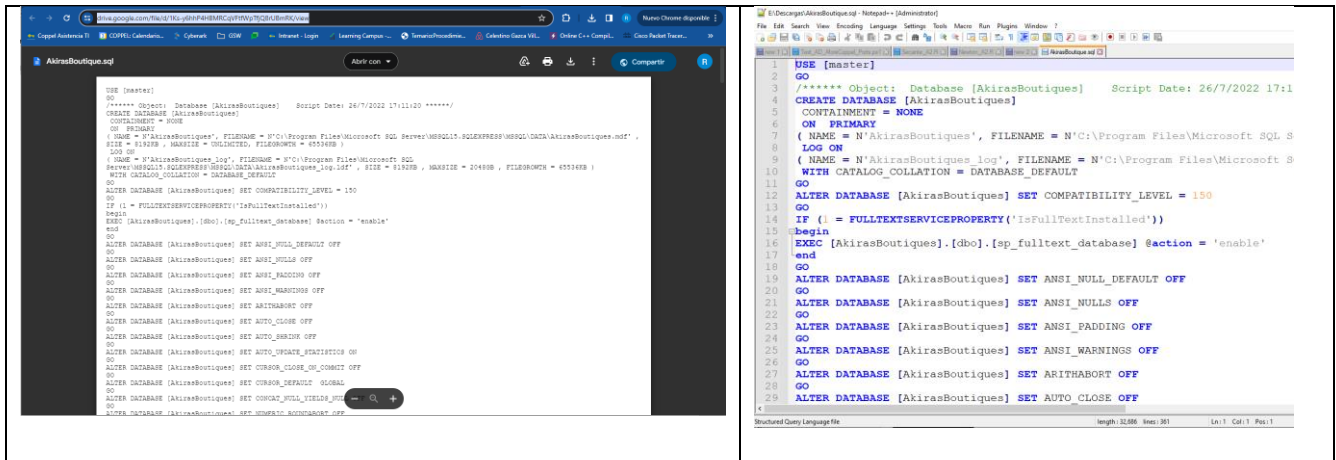 drive.google.com/file/d/
Nuevo Chrome disponible
Coppel Asistencia TI
COPPEL: Calendario...
Cyberark
GSW
Intranet - Login
Learning Campus -...
TemarioProcedimie...
Celestino Gazca Vill...
Online C++ Compil...
Cisco Packet Tracer...
AkirasBoutique.sql
Abrir con
Compartir
R
USE [master]
GO
/****** Object:  Database [AkirasBoutiques]    Script Date: 26/7/2022 17:11:20 ******/
CREATE DATABASE [AkirasBoutiques]
CONTAINMENT = NONE
ON  PRIMARY
( NAME = N'AkirasBoutiques', FILENAME = N'C:\Program Files\Microsoft SQL Server\MSSQL15.SQLEXPRESS\MSSQL\DATA\AkirasBoutiques.mdf' ,
SIZE = 8192KB , MAXSIZE = UNLIMITED, FILEGROWTH = 65536KB )
LOG ON
( NAME = N'AkirasBoutiques_log', FILENAME = N'C:\Program Files\Microsoft SQL
Server\MSSQL15.SQLEXPRESS\MSSQL\DATA\AkirasBoutiques_log.ldf' , SIZE = 8192KB , MAXSIZE = 2048GB , FILEGROWTH = 65536KB )
WITH CATALOG_COLLATION = DATABASE_DEFAULT
GO
ALTER DATABASE [AkirasBoutiques] SET COMPATIBILITY_LEVEL = 150
GO
IF (1 = FULLTEXTSERVICEPROPERTY('IsFullTextInstalled'))
begin
EXEC [AkirasBoutiques].[dbo].[sp_fulltext_database] @action = 'enable'
end
GO
ALTER DATABASE [AkirasBoutiques] SET ANSI_NULL_DEFAULT OFF
GO
ALTER DATABASE [AkirasBoutiques] SET ANSI_NULLS OFF
GO
ALTER DATABASE [AkirasBoutiques] SET ANSI_PADDING OFF
GO
ALTER DATABASE [AkirasBoutiques] SET ANSI_WARNINGS OFF
GO
ALTER DATABASE [AkirasBoutiques] SET ARITHABORT OFF
GO
ALTER DATABASE [AkirasBoutiques] SET AUTO_CLOSE OFF
GO
ALTER DATABASE [AkirasBoutiques] SET AUTO_SHRINK OFF
GO
ALTER DATABASE [AkirasBoutiques] SET AUTO_UPDATE_STATISTICS ON
GO
ALTER DATABASE [AkirasBoutiques] SET CURSOR_CLOSE_ON_COMMIT OFF
GO
ALTER DATABASE [AkirasBoutiques] SET CURSOR_DEFAULT  GLOBAL
GO
ALTER DATABASE [AkirasBoutiques] SET CONCAT_NULL_YIELDS_NUL
GO
ALTER DATABASE [AkirasBoutiques] SET NUMERIC_ROUNDABORT OFF
E:\Descargas\AkirasBoutique.sql - Notepad++ [Administrator]
File Edit Search View Encoding Language Settings Tools Macro Run Plugins Window ?
new 2
AkirasBoutique.sql
1 USE [master]
2 GO
3 /****** Object:  Database [AkirasBoutiques]    Script Date: 26/7/2022 17:1
4 CREATE DATABASE [AkirasBoutiques]
5 CONTAINMENT = NONE
6 ON  PRIMARY
7 ( NAME = N'AkirasBoutiques', FILENAME = N'C:\Program Files\Microsoft SQL S
8 LOG ON
9 ( NAME = N'AkirasBoutiques_log', FILENAME = N'C:\Program Files\Microsoft S
10 WITH CATALOG_COLLATION = DATABASE_DEFAULT
11 GO
12 ALTER DATABASE [AkirasBoutiques] SET COMPATIBILITY_LEVEL = 150
13 GO
14 IF (1 = FULLTEXTSERVICEPROPERTY('IsFullTextInstalled'))
15 begin
16 EXEC [AkirasBoutiques].[dbo].[sp_fulltext_database] @action = 'enable'
17 end
18 GO
19 ALTER DATABASE [AkirasBoutiques] SET ANSI_NULL_DEFAULT OFF
20 GO
21 ALTER DATABASE [AkirasBoutiques] SET ANSI_NULLS OFF
22 GO
23 ALTER DATABASE [AkirasBoutiques] SET ANSI_PADDING OFF
24 GO
25 ALTER DATABASE [AkirasBoutiques] SET ANSI_WARNINGS OFF
26 GO
27 ALTER DATABASE [AkirasBoutiques] SET ARITHABORT OFF
28 GO
29 ALTER DATABASE [AkirasBoutiques] SET AUTO_CLOSE OFF
Structured Query Language file
length : 32,686 lines : 361
Ln : 1 Col : 1 Pos : 1